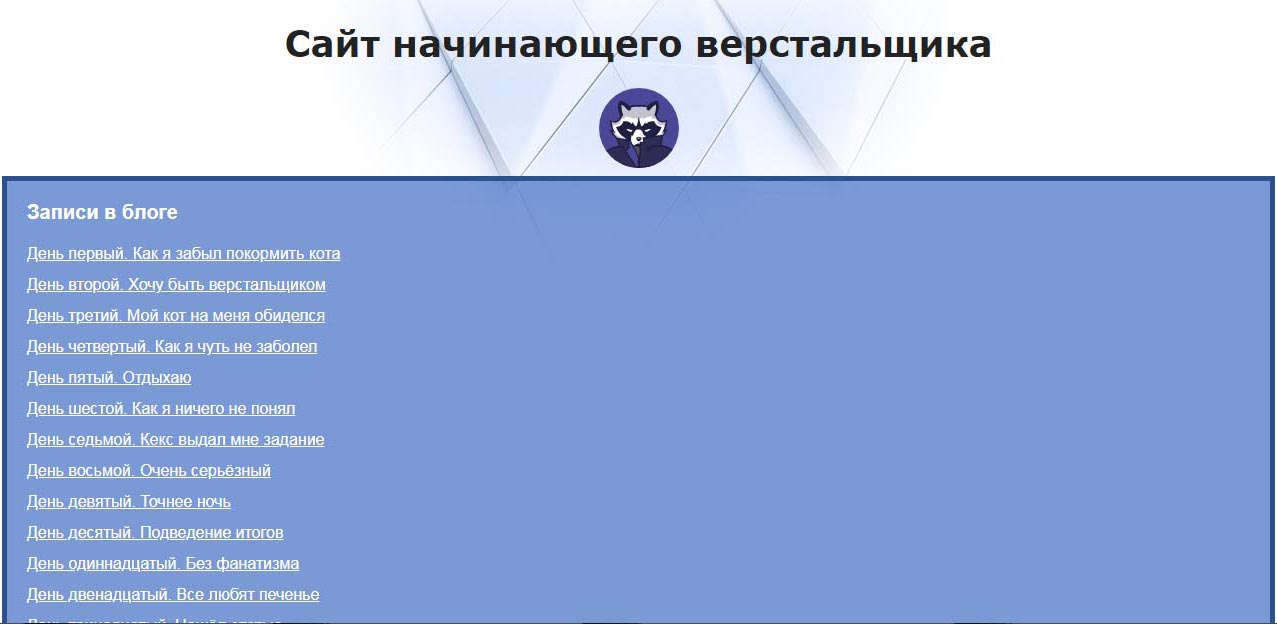 Сайт начинающего верстальщика
Записи в блоге
День первый. Как я забыл покормить кота
День второй. Хочу быть верстальщиком
День третий. Мой кот на меня обиделся
День четвертый. Как я чуть не заболел
День пятый. Отдыхаю
День шестой. Как я ничего не понял
День седьмой. Кекс выдал мне задание
День восьмой. Очень серьёзный
День девятый. Точнее ночь
День десятый. Подведение итогов
День одиннадцатый. Без фанатизма
День двенадцатый. Все любят печенье